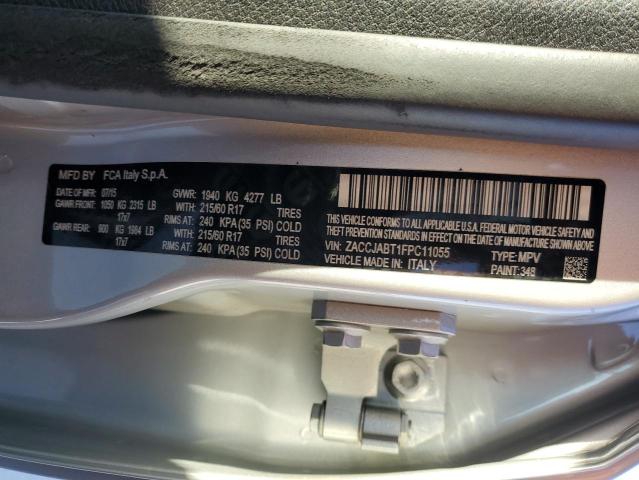 MFD BY FCA Italy S.p.A.
DATE OF MFR: 07/15 GVWR: 1940 KG 4277 LB
GAWR FRONT: 1050 KG 2315 LB WITH: 215/60 R17 TIRES
17x7 RIMS AT: 240 KPA (35 PSI) COLD
GAWR REAR: 900 KG 1984 LB WITH: 215/60 R17 TIRES
17x7 RIMS AT: 240 KPA (35 PSI) COLD
THIS VEHICLE CONFORMS TO ALL APPLICABLE U.S.A. FEDERAL MOTOR VEHICLE
SAFETY, BUMPER, AND THEFT PREVENTION STANDARDS IN EFFECT ON THE DATE OF MANUFACTURE SHOWN ABOVE.
VIN: ZACCJABT1FPC11055 TYPE: MPV
VEHICLE MADE IN: ITALY PAINT: 348